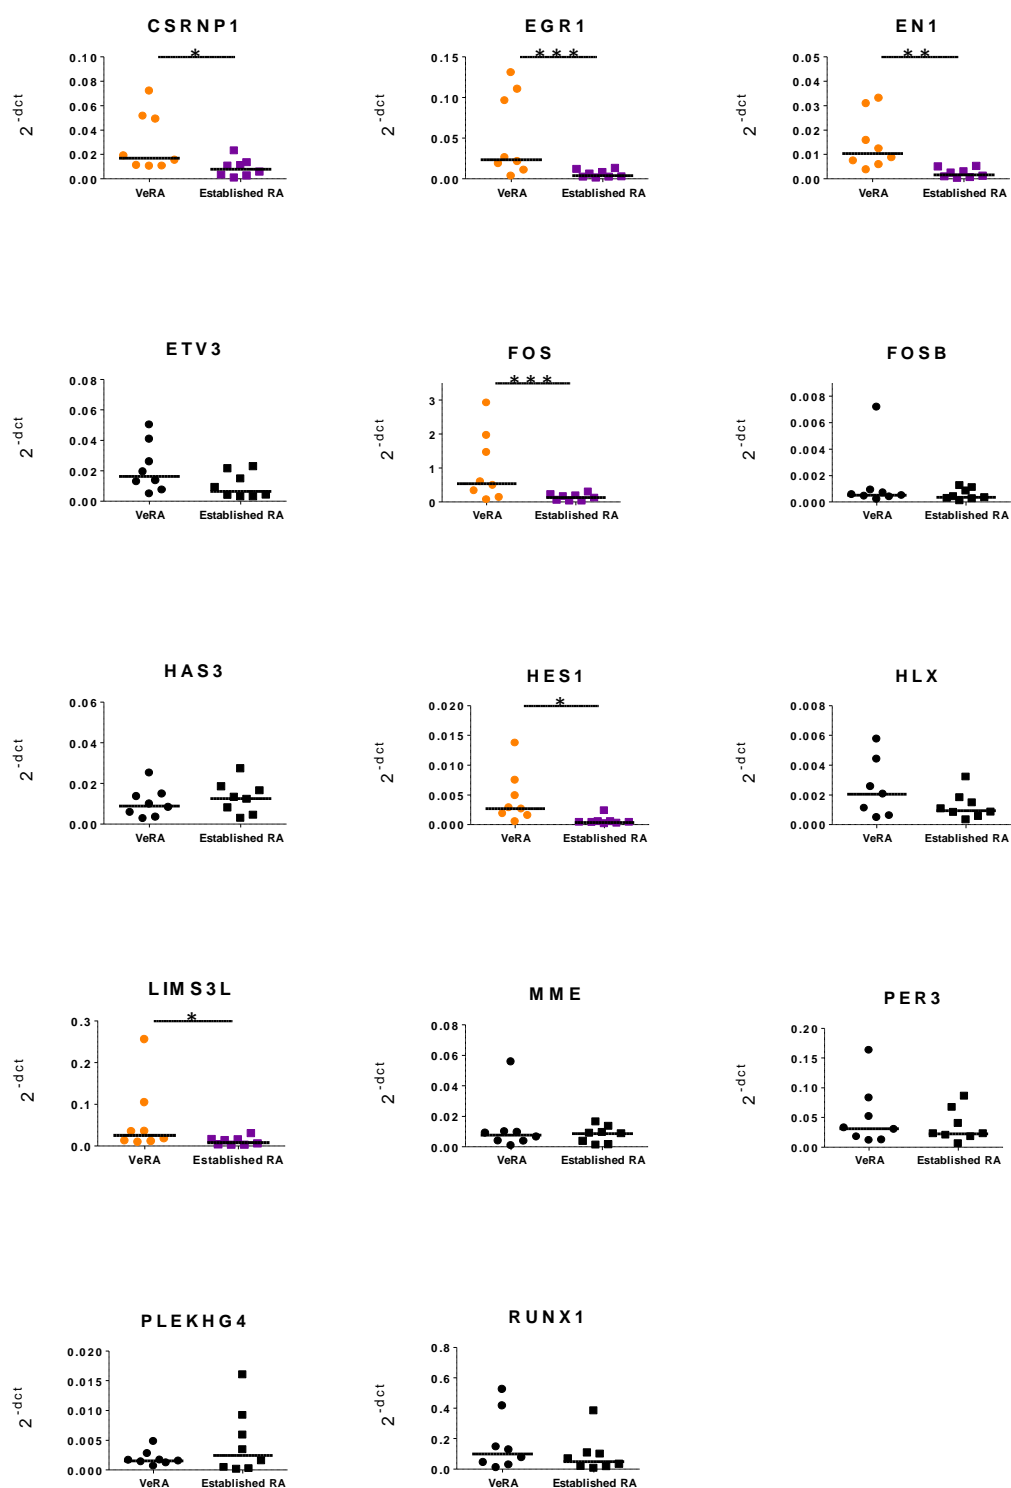 CSRNP1
*
2^-dct
0.10
0.08
0.06
0.04
0.02
0.00
VeRA Established RA
EGR1
***
2^-dct
0.15
0.10
0.05
0.00
VeRA Established RA
EN1
**
2^-dct
0.05
0.04
0.03
0.02
0.01
0.00
VeRA Established RA
ETV3
2^-dct
0.08
0.06
0.04
0.02
0.00
VeRA Established RA
FOS
***
2^-dct
3
2
1
0
VeRA Established RA
FOSB
2^-dct
0.008
0.006
0.004
0.002
0.000
VeRA Established RA
HAS3
2^-dct
0.06
0.04
0.02
0.00
VeRA Established RA
HES1
*
2^-dct
0.020
0.015
0.010
0.005
0.000
VeRA Established RA
HLX
2^-dct
0.008
0.006
0.004
0.002
0.000
VeRA Established RA
LIMS3L
*
2^-dct
0.3
0.2
0.1
0.0
VeRA Established RA
MME
2^-dct
0.08
0.06
0.04
0.02
0.00
VeRA Established RA
PER3
2^-dct
0.20
0.15
0.10
0.05
0.00
VeRA Established RA
PLEKHG4
2^-dct
0.020
0.015
0.010
0.005
0.000
VeRA Established RA
RUNX1
2^-dct
0.8
0.6
0.4
0.2
0.0
VeRA Established RA